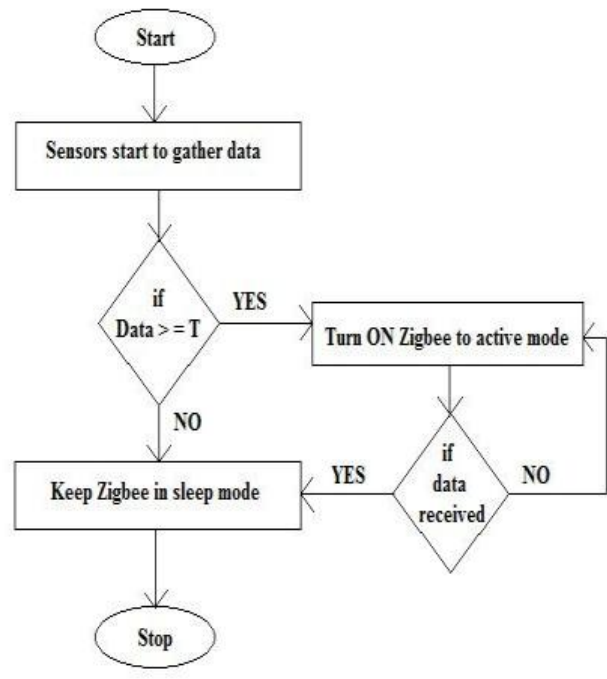 Start
Sensors start to gather data
if
Data > = T
YES
Turn ON Zigbee to active mode
NO
if
data
received
YES
NO
Keep Zigbee in sleep mode
Stop